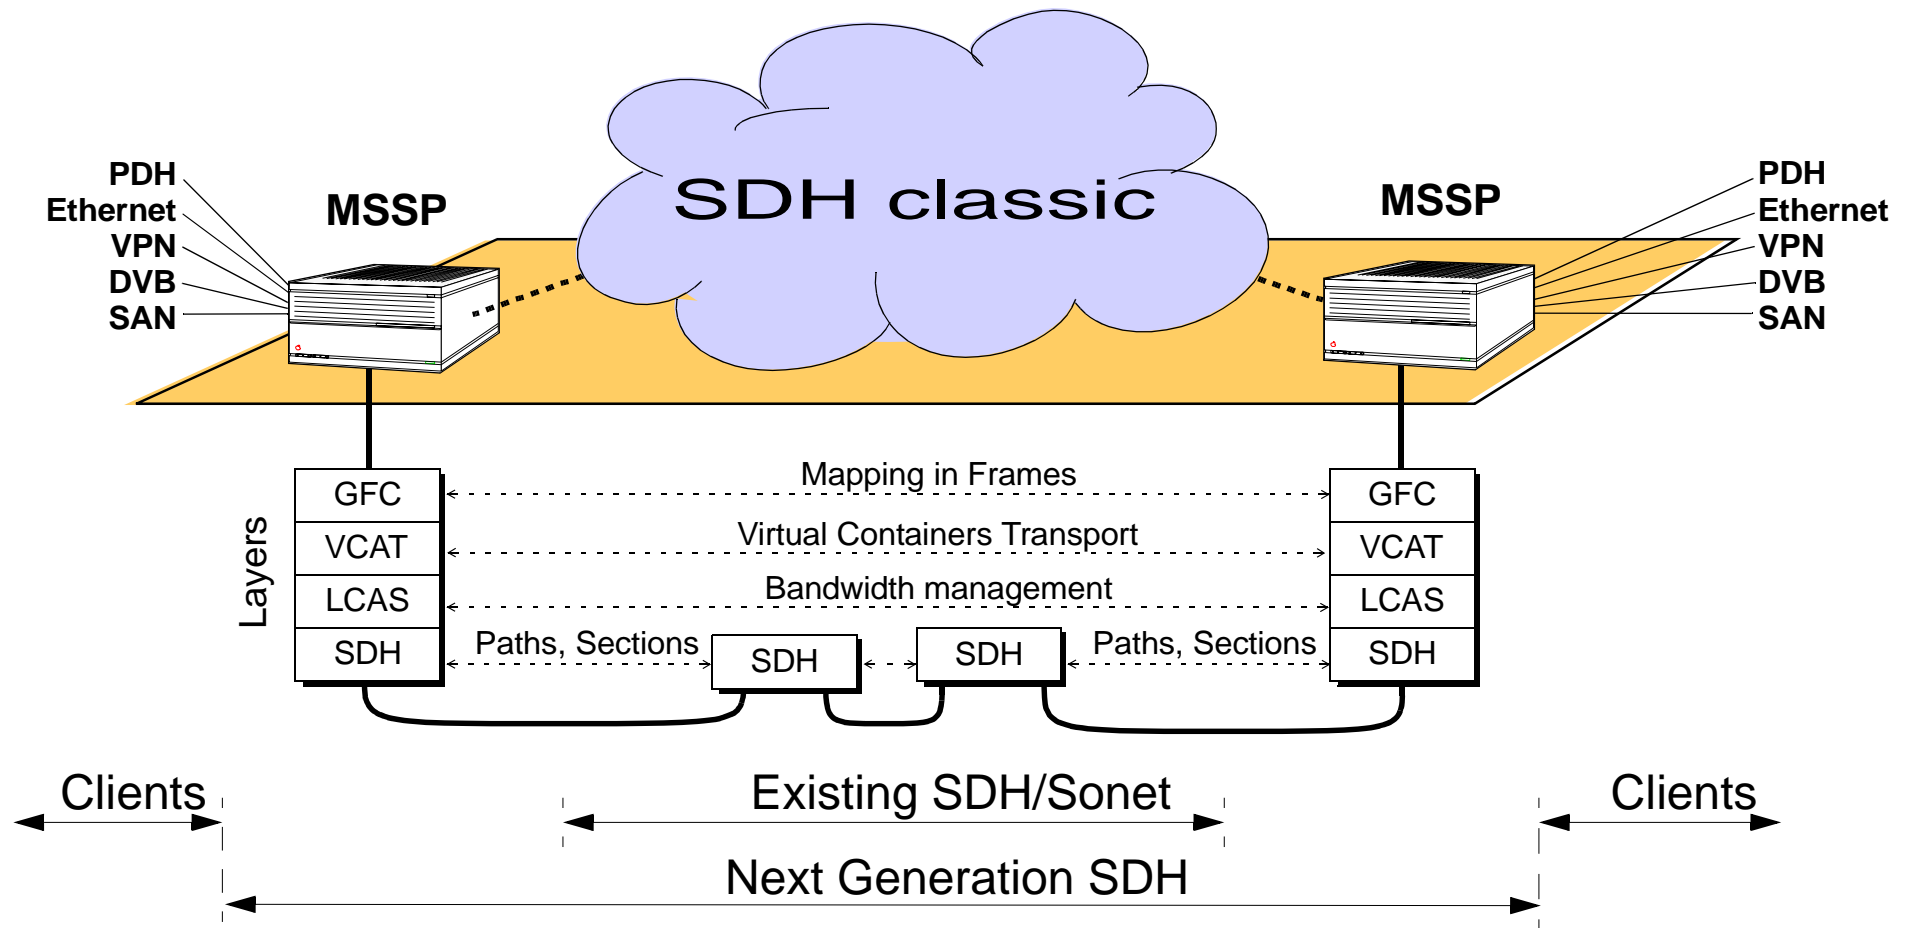 SDH classic
PDH
Ethernet
VPN
DVB
SAN
MSSP
MSSP
PDH
Ethernet
VPN
DVB
SAN
Layers
GFC
VCAT
LCAS
SDH
Mapping in Frames
Virtual Containers Transport
Bandwidth management
Paths, Sections
SDH
SDH
Paths, Sections
GFC
VCAT
LCAS
SDH
Clients
Existing SDH/Sonet
Clients
Next Generation SDH